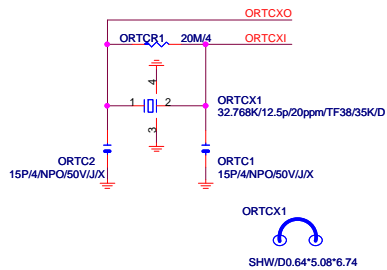 ORTCXO
ORTCR1 20M/4 ORTCXI
4
1 2 ORTCX1
32.768K/12.5p/20ppm/TF38/35K/D
3
ORTC2 ORTC1
15P/4/NPO/50V/J/X 15P/4/NPO/50V/J/X
ORTCX1
SHW/D0.64*5.08*6.74